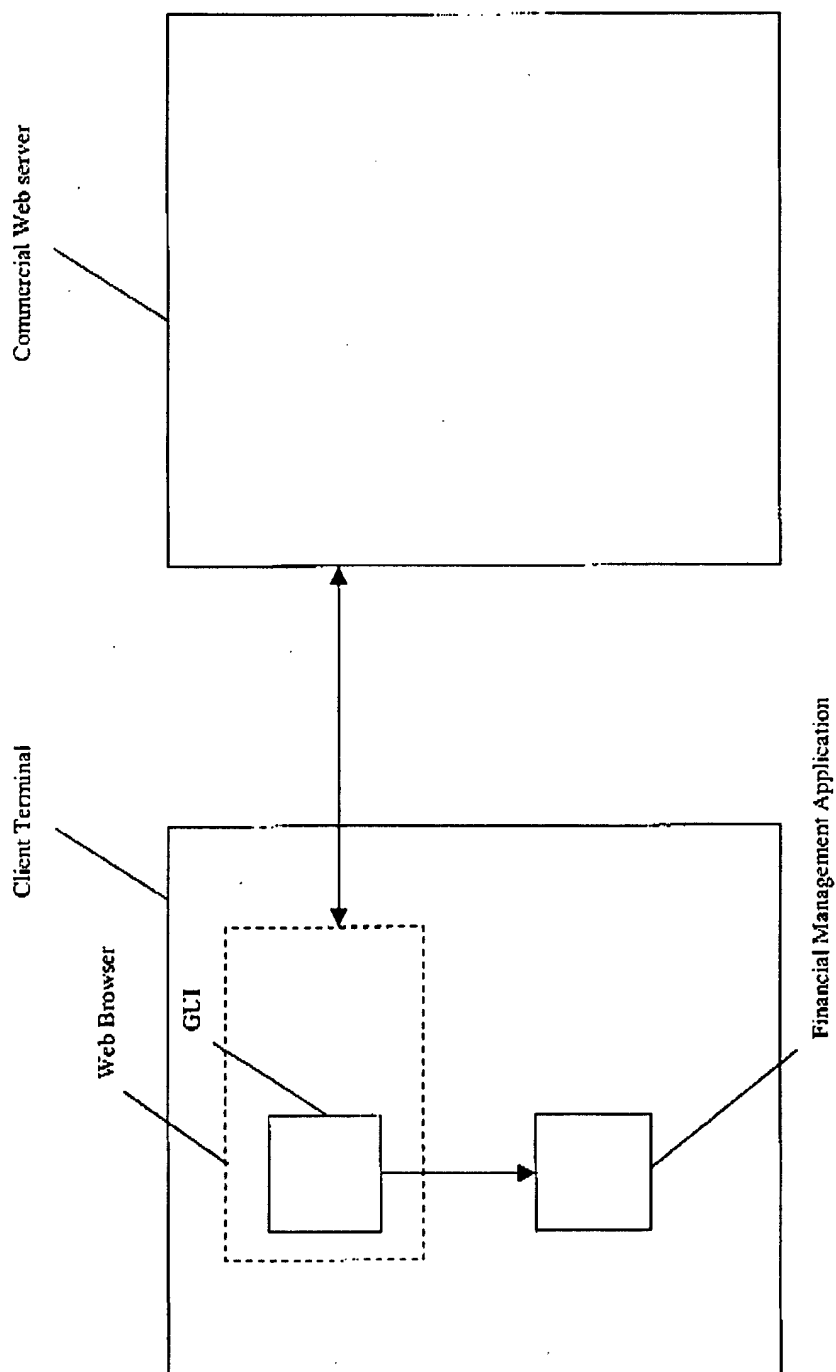 Commercial Web server
Client Terminal
Web Browser
GUI
Financial Management Application